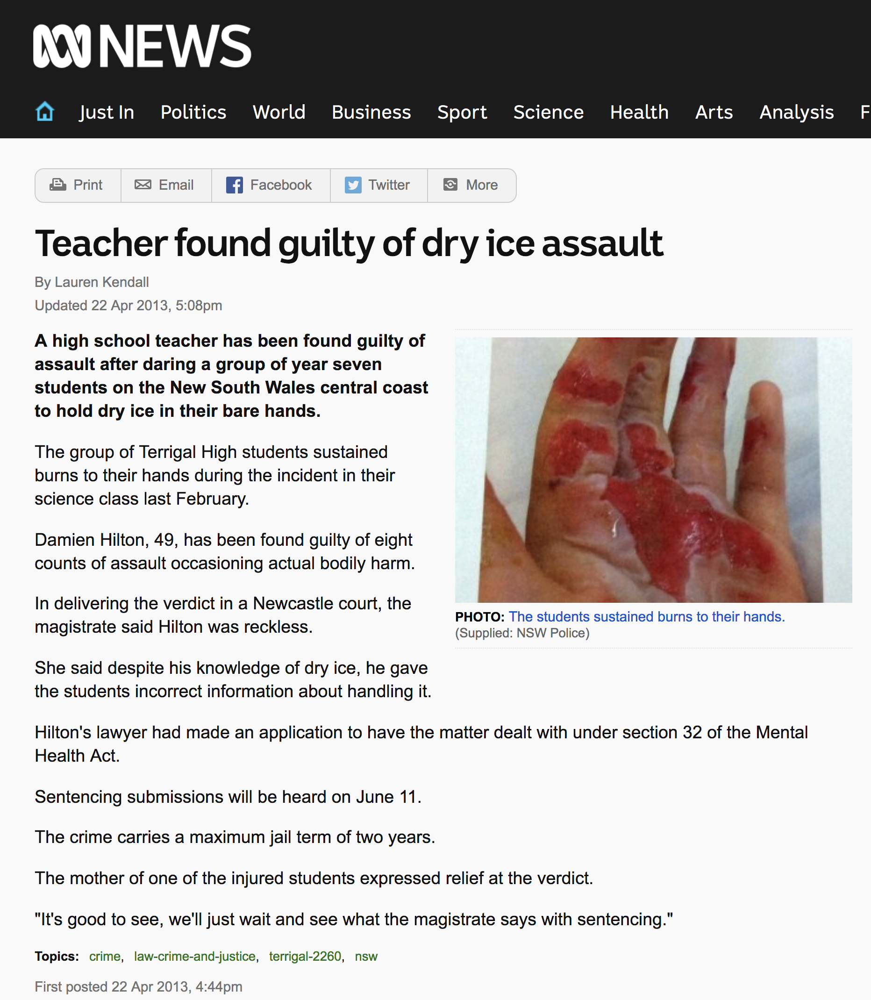 NEWS
Just In Politics World Business Sport Science Health Arts Analysis F
Print Email Facebook Twitter More
Teacher found guilty of dry ice assault
By Lauren Kendall
Updated 22 Apr 2013, 5:08pm
A high school teacher has been found guilty of
assault after daring a group of year seven
students on the New South Wales central coast
to hold dry ice in their bare hands.
The group of Terrigal High students sustained
burns to their hands during the incident in their
science class last February.
Damien Hilton, 49, has been found guilty of eight
counts of assault occasioning actual bodily harm.
In delivering the verdict in a Newcastle court, the
magistrate said Hilton was reckless.
She said despite his knowledge of dry ice, he gave
the students incorrect information about handling it.
PHOTO: The students sustained burns to their hands.
(Supplied: NSW Police)
Hilton's lawyer had made an application to have the matter dealt with under section 32 of the Mental
Health Act.
Sentencing submissions will be heard on June 11.
The crime carries a maximum jail term of two years.
The mother of one of the injured students expressed relief at the verdict.
"It's good to see, we'll just wait and see what the magistrate says with sentencing."
Topics: crime, law-crime-and-justice, terrigal-2260, nsw
First posted 22 Apr 2013, 4:44pm